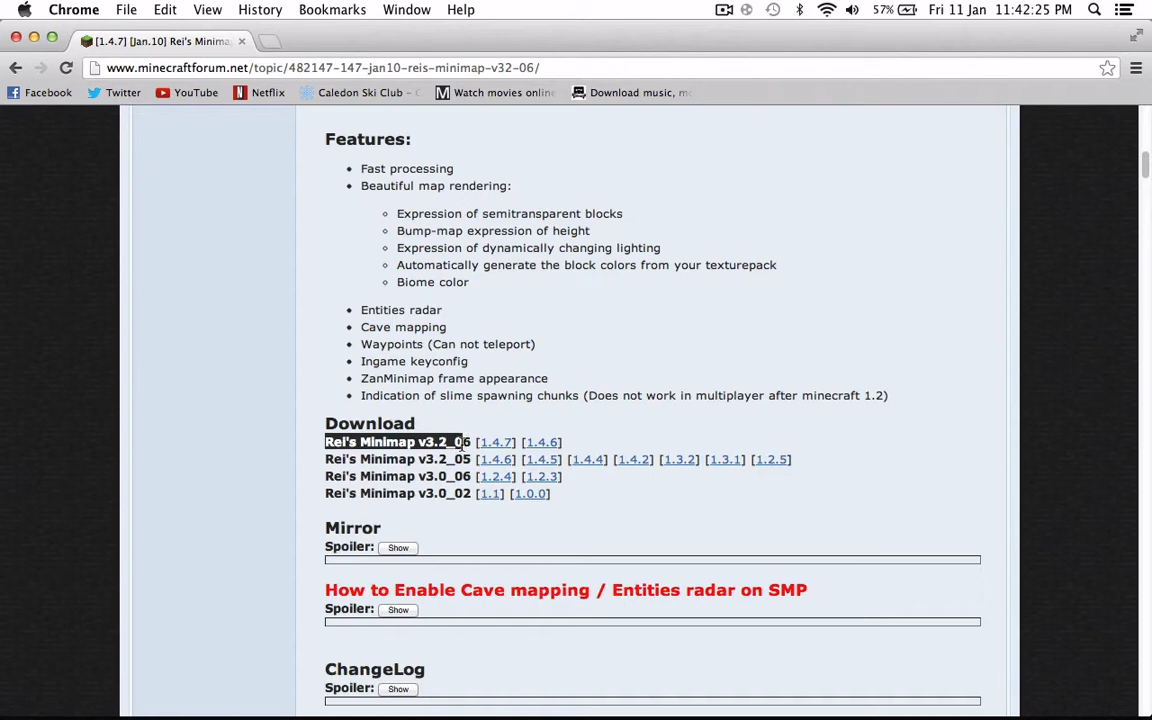 Chrome File Edit View History Bookmarks Window Help 57% Fri 11 Jan 11:42:25 PM
[1.4.7] [Jan.10] Rei's Minima
www.minecraftforum.net/topic/482147-147-jan10-reis-minimap-v32-06/
Facebook Twitter YouTube Netflix Caledon Ski Club - C Watch movies online Download music, mo
Features:
Fast processing
Beautiful map rendering:
Expression of semitransparent blocks
Bump-map expression of height
Expression of dynamically changing lighting
Automatically generate the block colors from your texturepack
Biome color
Entities radar
Cave mapping
Waypoints (Can not teleport)
Ingame keyconfig
ZanMinimap frame appearance
Indication of slime spawning chunks (Does not work in multiplayer after minecraft 1.2)
Download
Rei's Minimap v3.2_06 [1.4.7] [1.4.6]
Rei's Minimap v3.2_05 [1.4.6] [1.4.5] [1.4.4] [1.4.2] [1.3.2] [1.3.1] [1.2.5]
Rei's Minimap v3.0_06 [1.2.4] [1.2.3]
Rei's Minimap v3.0_02 [1.1] [1.0.0]
Mirror
Spoiler: Show
How to Enable Cave mapping / Entities radar on SMP
Spoiler: Show
ChangeLog
Spoiler: Show